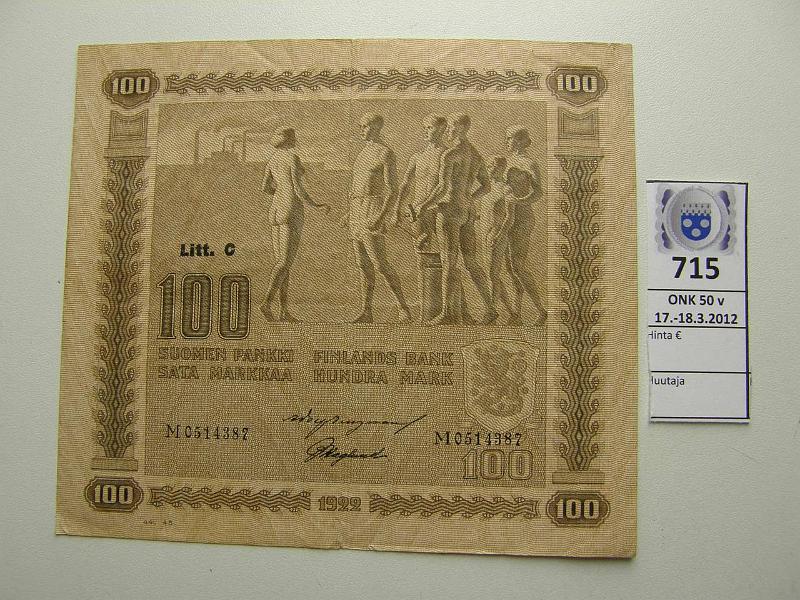 100 100
Litt. C
100
SUOMEN PANKKI FINLANDS BANK
SATA MARKKAA HUNDRA MARK
M0514387 M0514387
100
100 1922 100
715
ONK 50 v
17.-18.3.2012
Hinta €
Huutaja